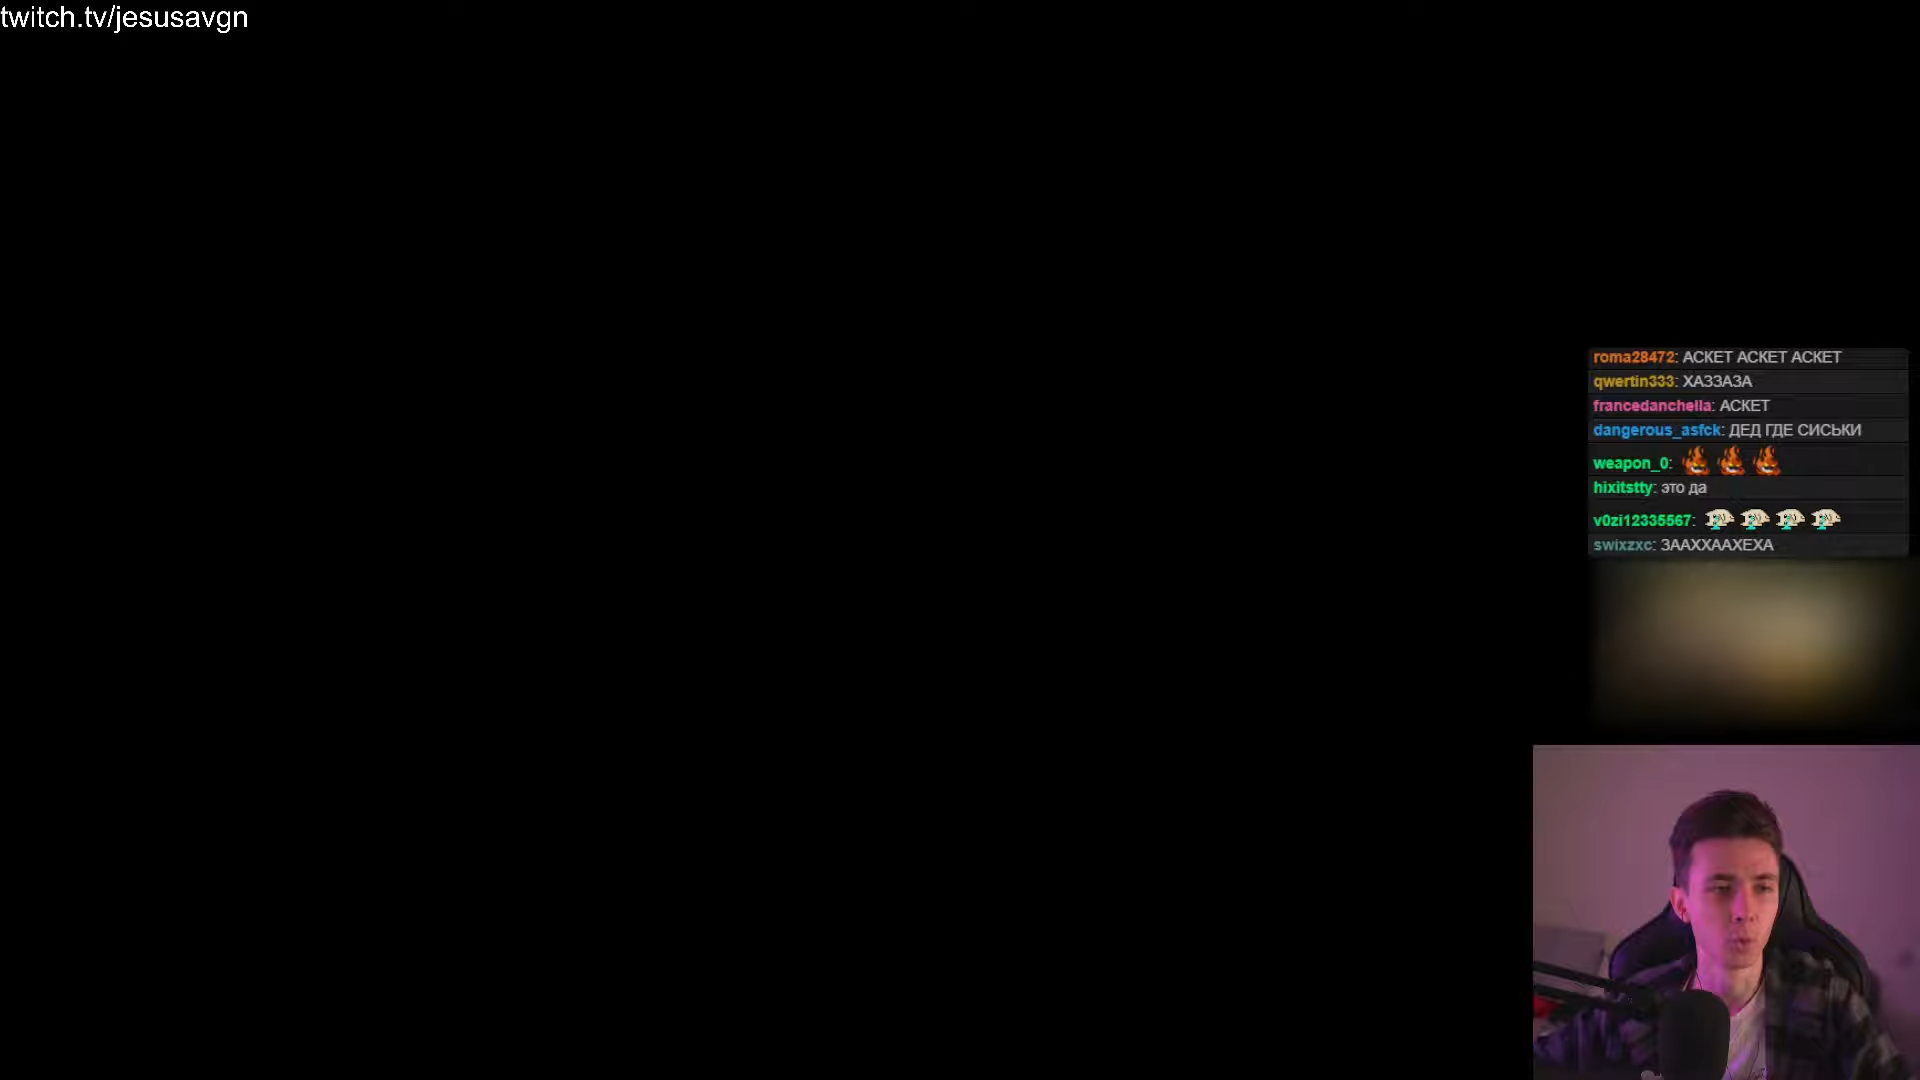 twitch.tv/jesusavgn
roma28472: АСКЕТ АСКЕТ АСКЕТ
qwertin333: ХАЗЗАЗА
francedanchella: АСКЕТ
dangerous_asfck: ДЕД ГДЕ СИСЬКИ
weapon_0:
hixitstty: это да
v0zi12335567:
swixzxc: ЗААХХААХЕХА